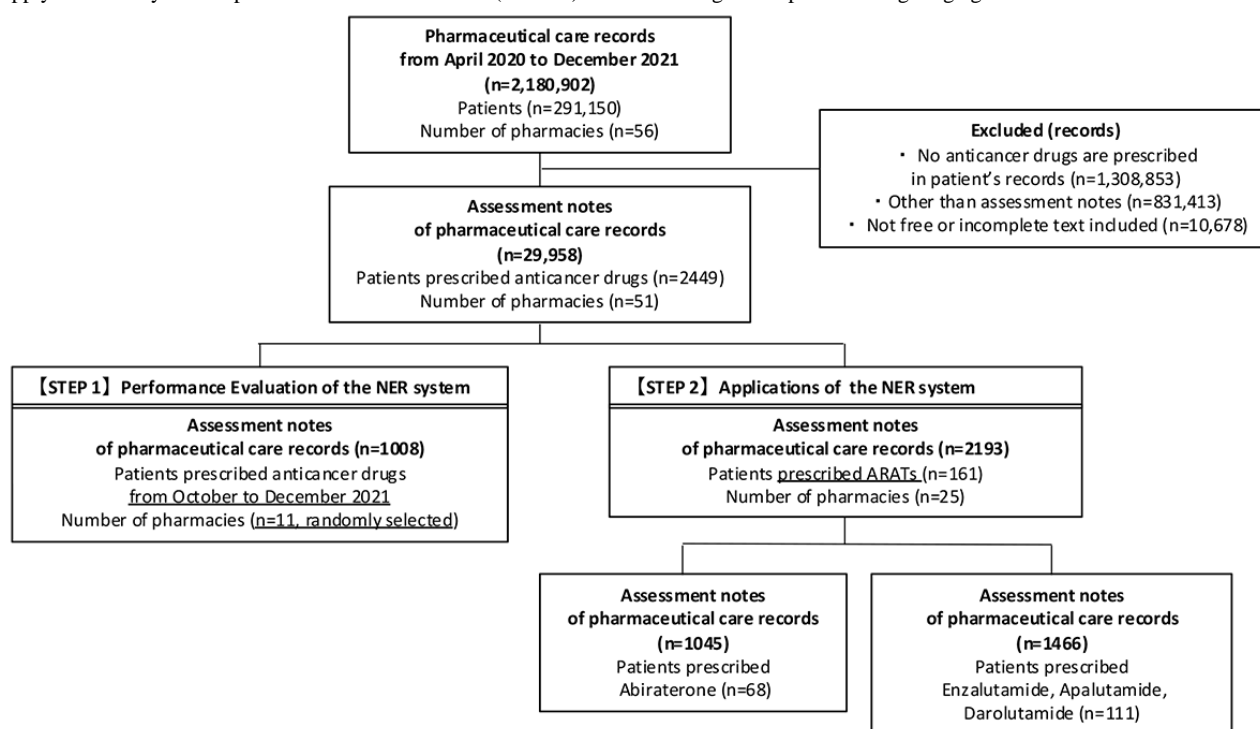 Pharmaceutical care records
from April 2020 to December 2021
(n=2,180,902)
Patients (n=291,150)
Number of pharmacies (n=56)
Excluded (records)
・ No anticancer drugs are prescribed
in patient's records (n=1,308,853)
・Other than assessment notes (n=831,413)
・ Not free or incomplete text included (n=10,678)
Assessment notes
of pharmaceutical care records
(n=29,958)
Patients prescribed anticancer drugs (n=2449)
Number of pharmacies (n=51)
【STEP 1】Performance Evaluation of the NER system
Assessment notes
of pharmaceutical care records (n=1008)
Patients prescribed anticancer drugs
from October to December 2021
Number of pharmacies (n=11, randomly selected)
【STEP 2】Applications of the NER system
Assessment notes
of pharmaceutical care records (n=2193)
Patients prescribed ARATs (n=161)
Number of pharmacies (n=25)
Assessment notes
of pharmaceutical care records
(n=1045)
Patients prescribed
Abiraterone (n=68)
Assessment notes
of pharmaceutical care records
(n=1466)
Patients prescribed
Enzalutamide, Apalutamide,
Darolutamide (n=111)